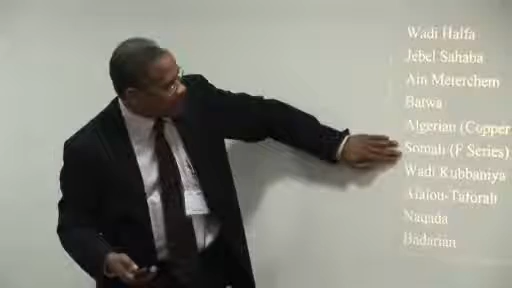 Wadi Halfa
Jebel Sahaba
Ain Meterchem
Batwa
Algerian (Copper
Somali (F Series)
Wadi Kubbaniya
Afalou-Taforalt
Naqada
Badarian